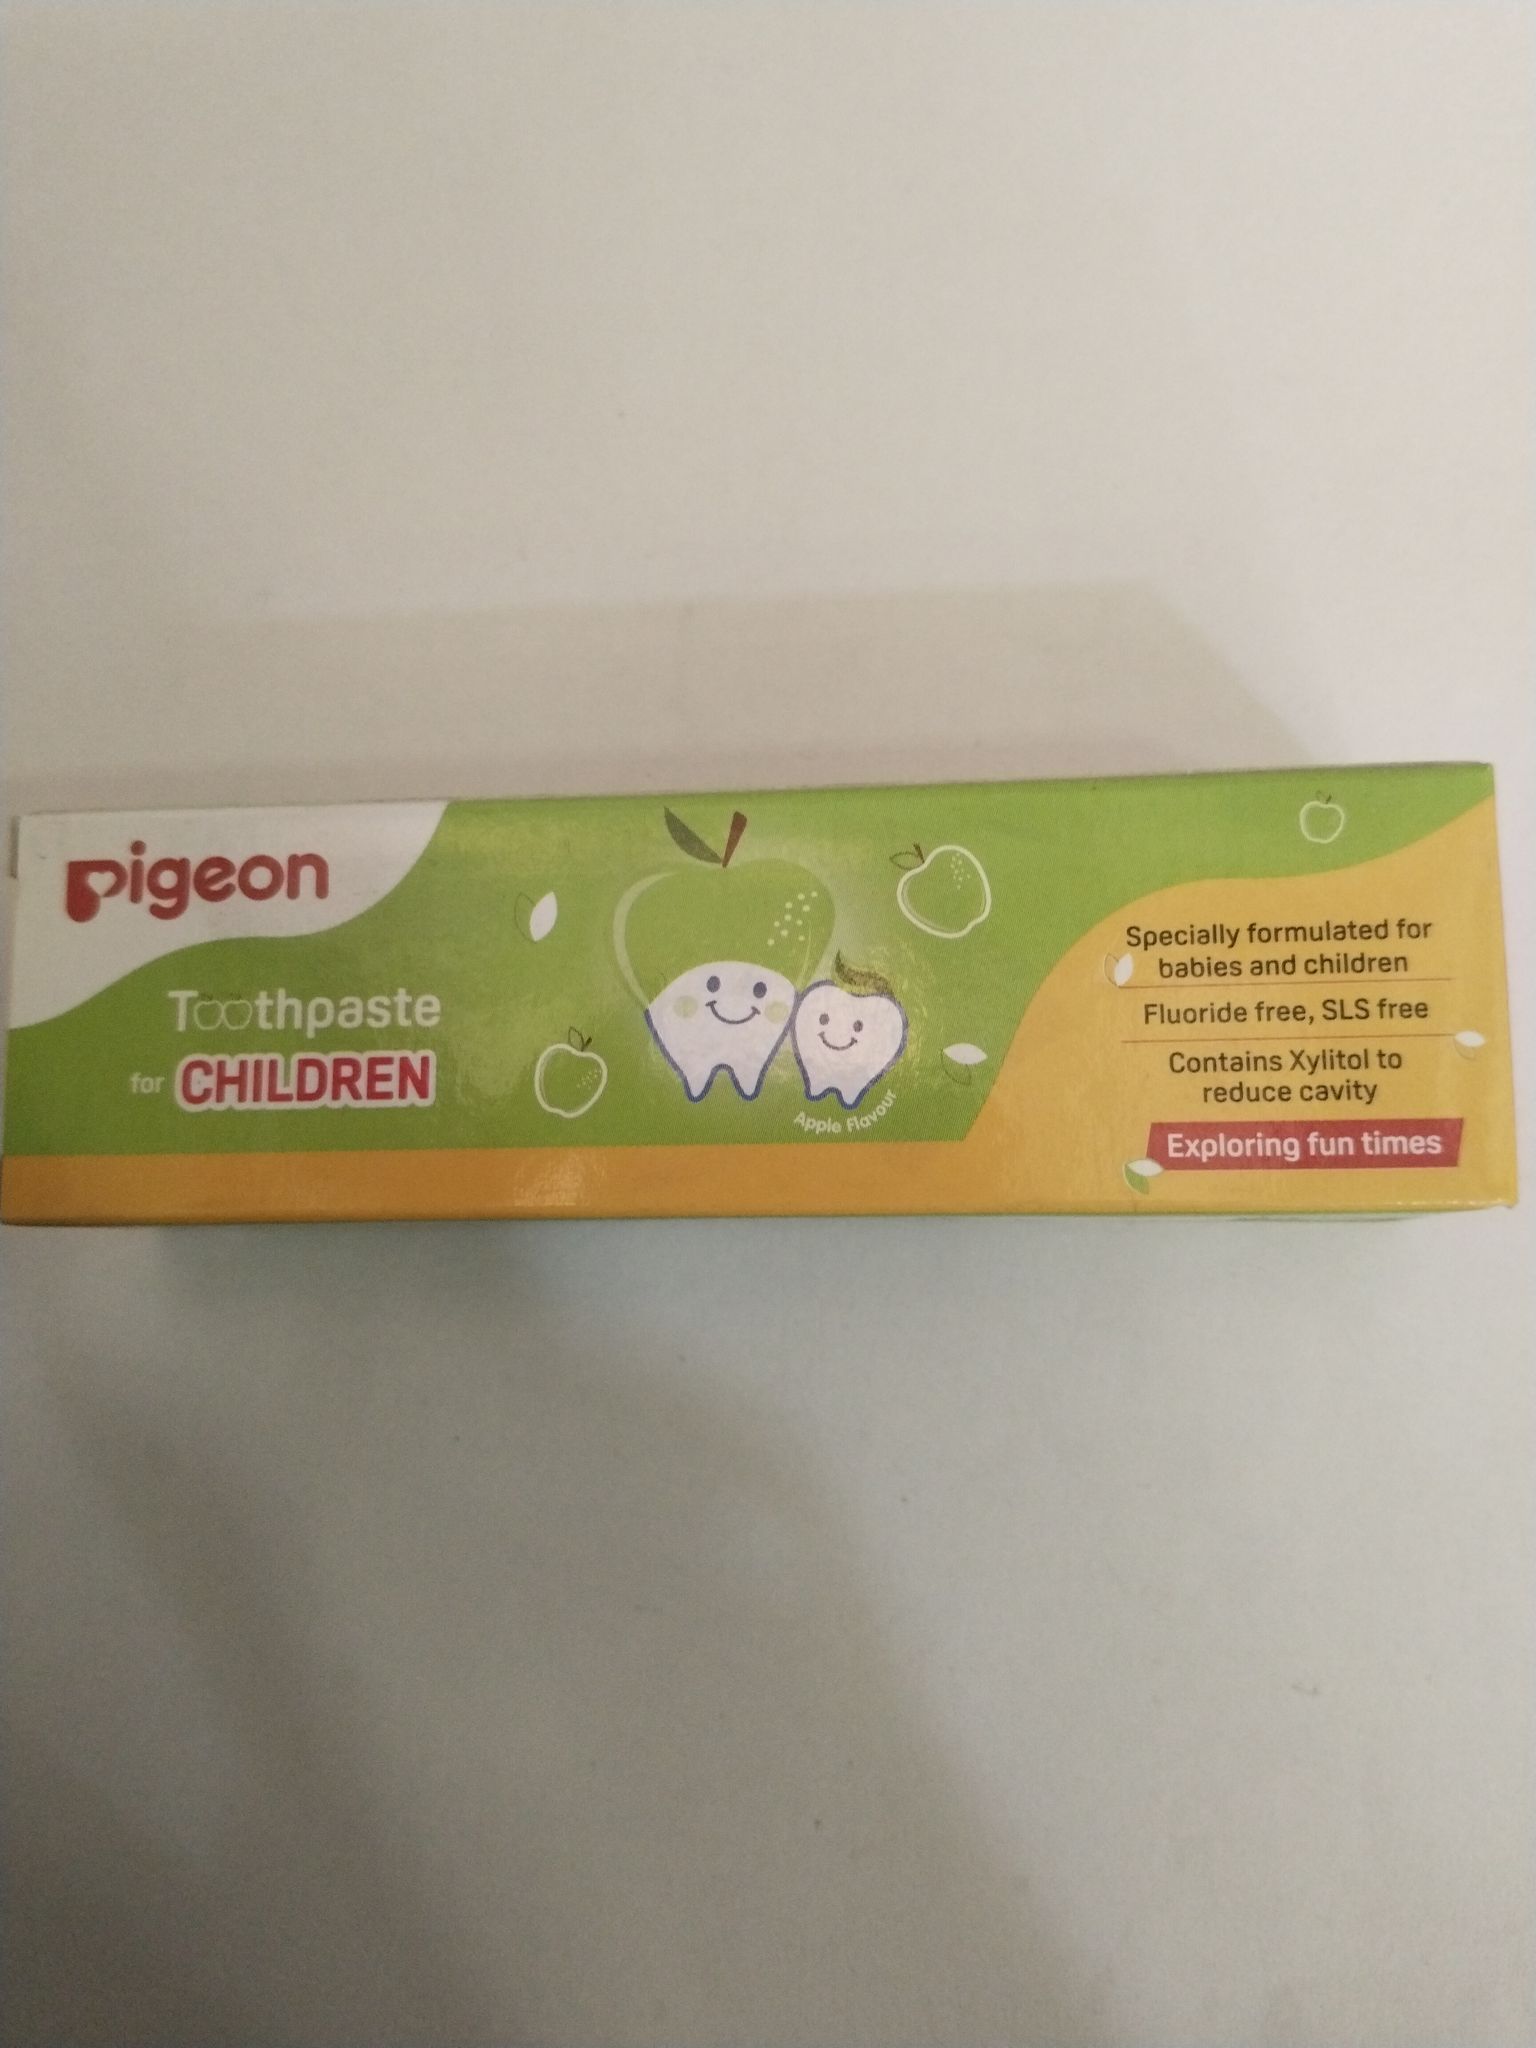 pigeon
Toothpaste
for CHILDREN
Apple Flavour
Specially formulated for
babies and children
Fluoride free, SLS free
Contains Xylitol to
reduce cavity
Exploring fun times